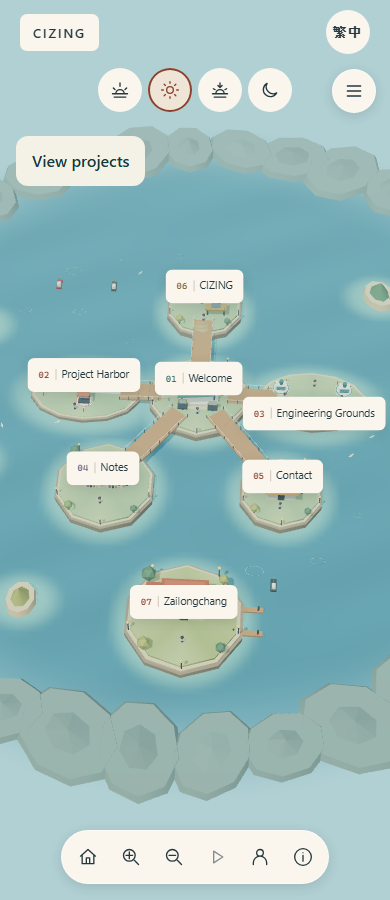 CIZING
繁中
View projects
06 | CIZING
02 | Project Harbor
01 | Welcome
03 | Engineering Grounds
04 | Notes
05 | Contact
07 | Zailongchang